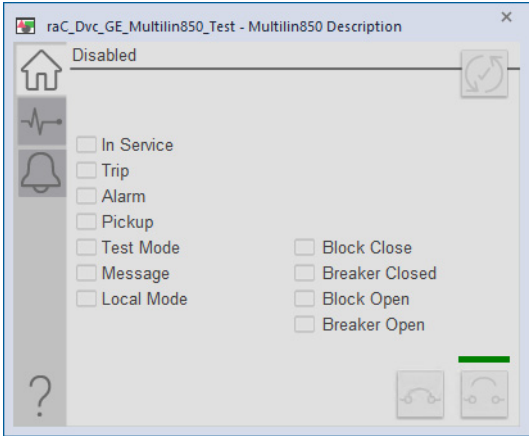 raC_Dvc_GE_Multilin850_Test - Multilin850 Description
Disabled
In Service
Trip
Alarm
Pickup
Test Mode
Message
Local Mode
Block Close
Breaker Closed
Block Open
Breaker Open
?